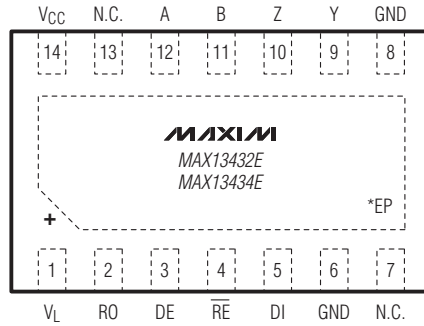 VCC N.C. A B Z Y GND
14 13 12 11 10 9 8
MAXIM
MAX13432E
MAX13434E
*EP
+
1 2 3 4 5 6 7
VL RO DE R̅E̅ DI GND N.C.